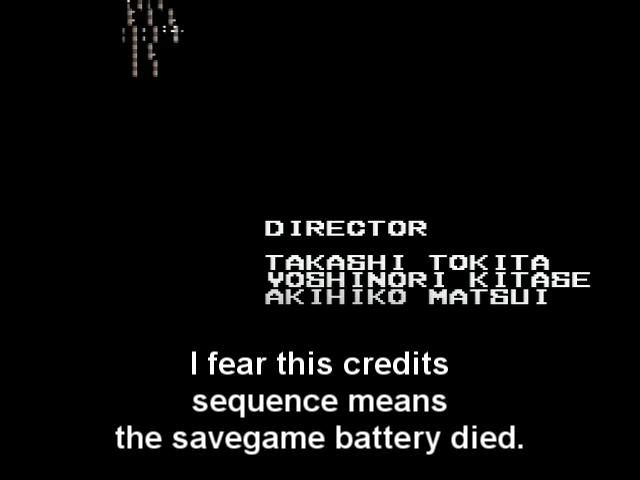 DIRECTOR
TAKASHI TOKITA
YOSHINORI KITASE
AKIHIKO MATSUI
I fear this credits
sequence means
the savegame battery died.